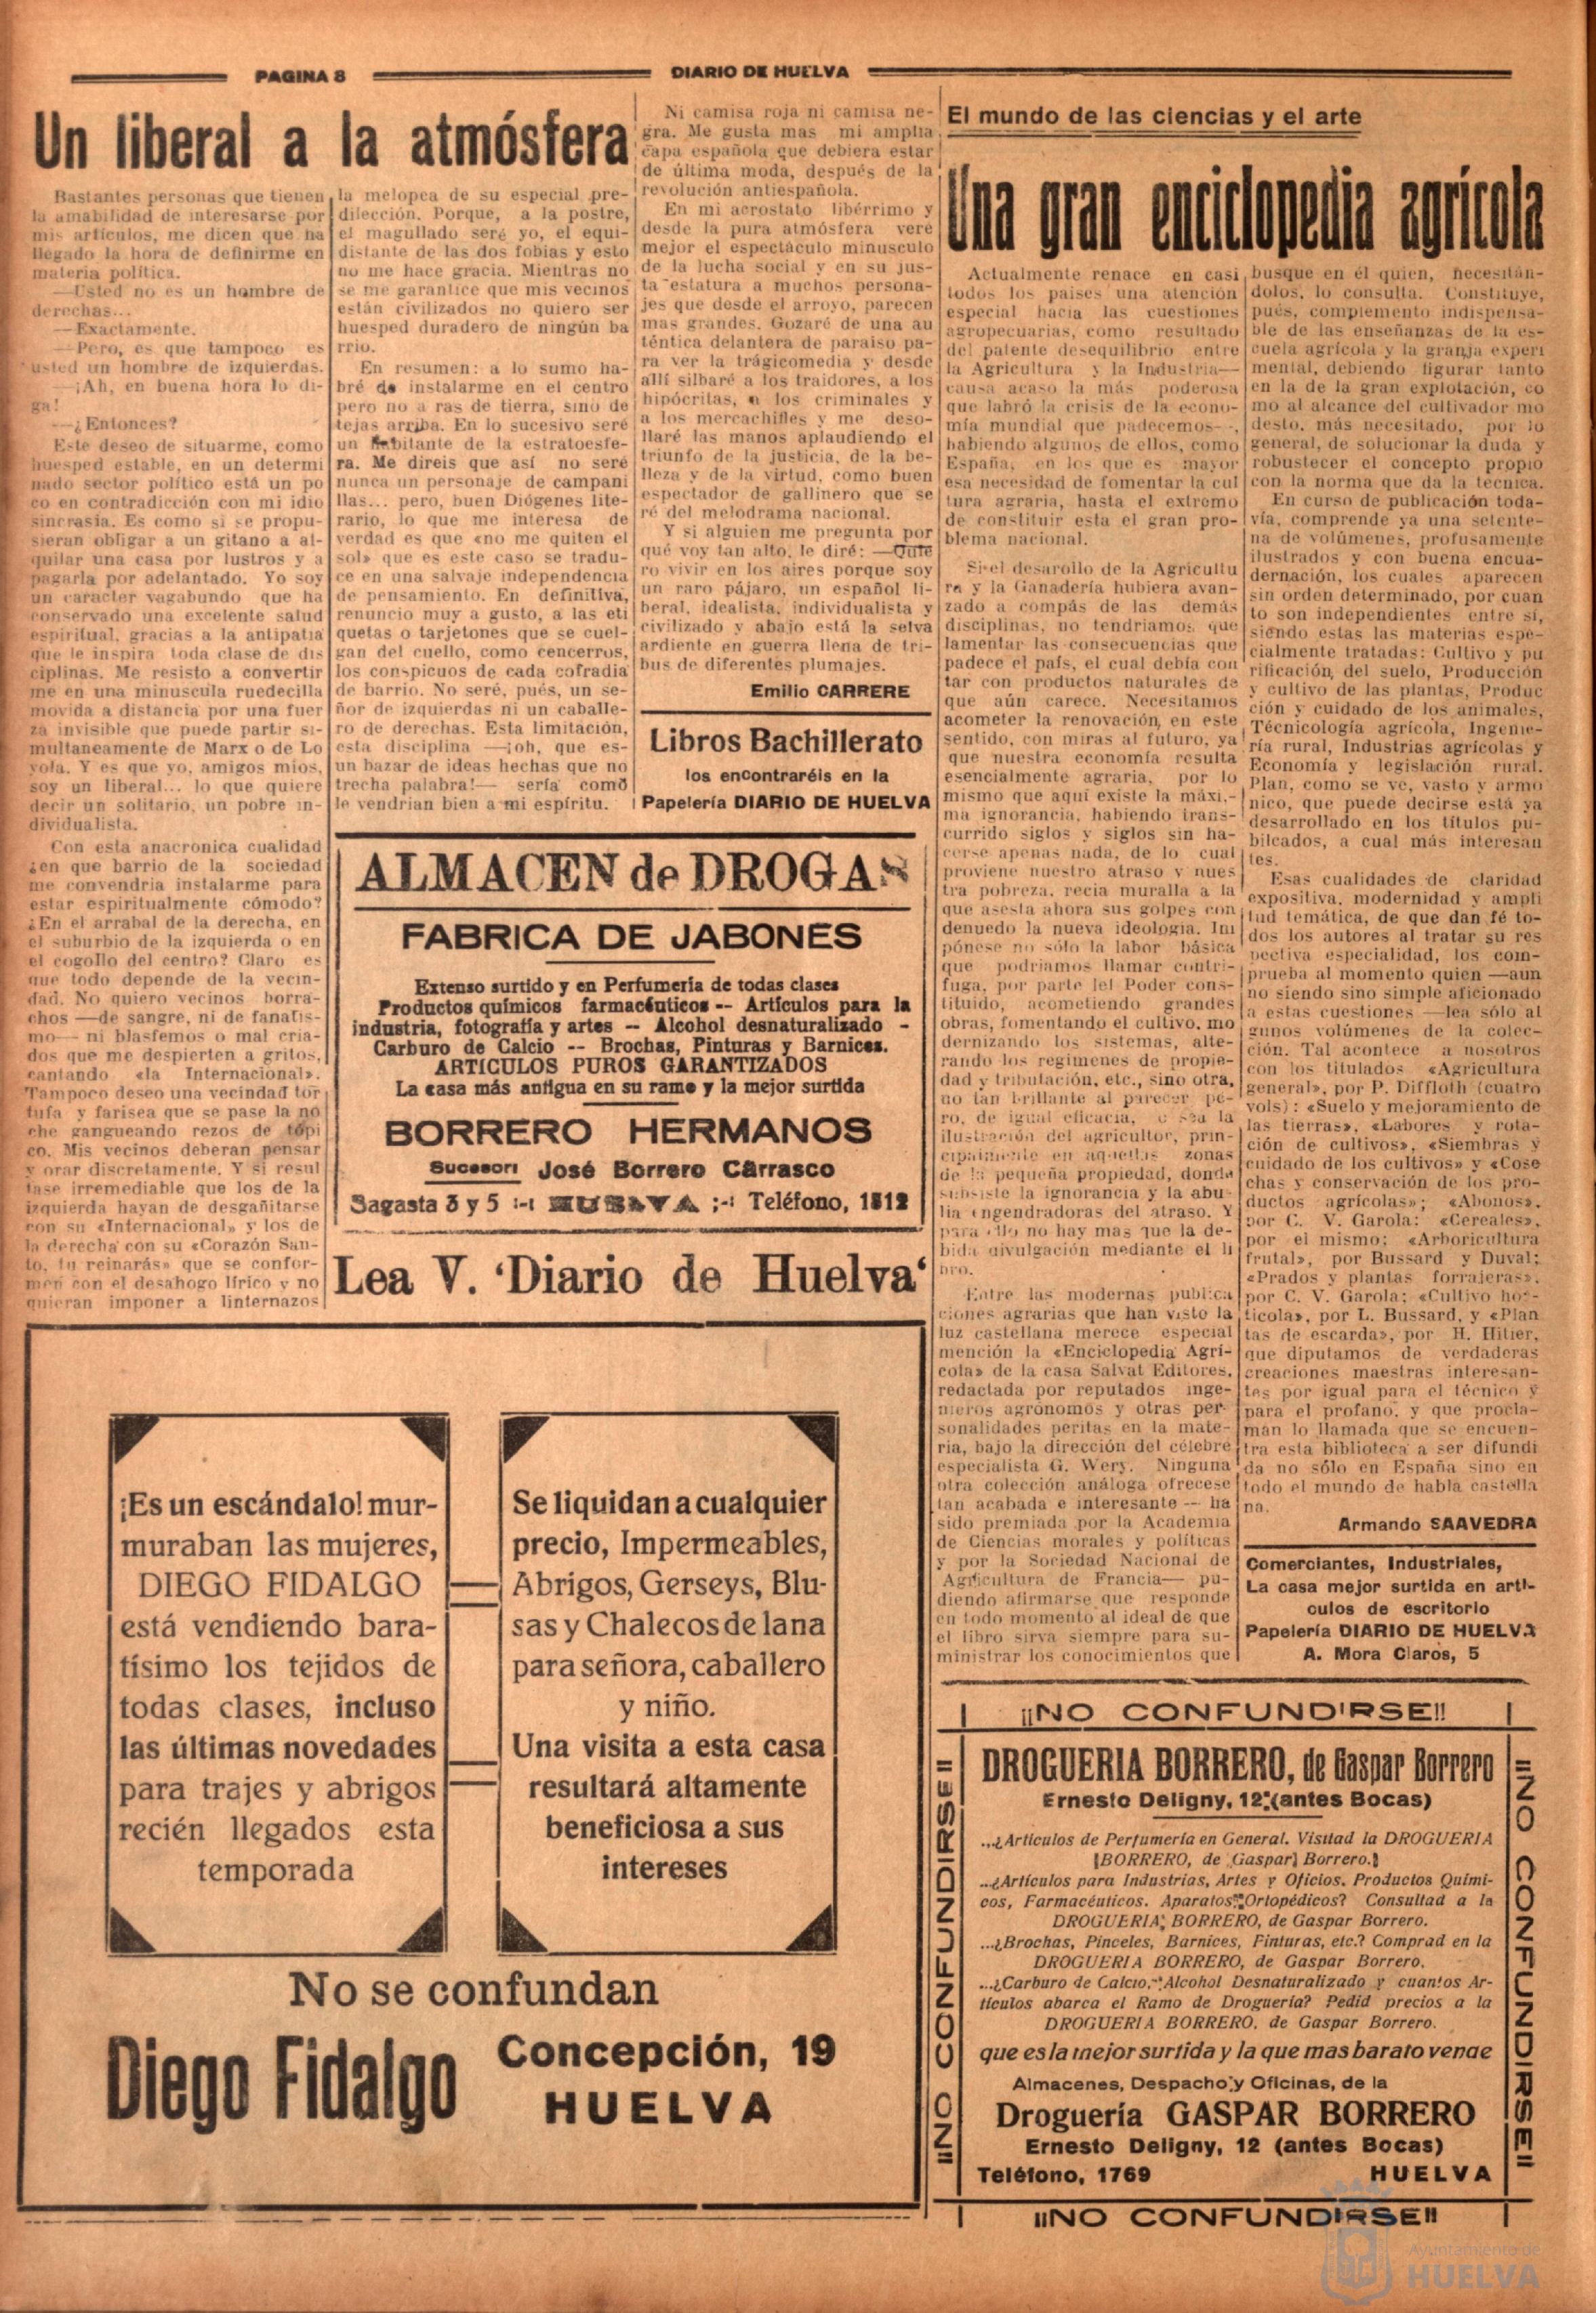 PAGINA 8
DIARIO DE HUELVA
Un liberal a la atmósfera
Bastantes personas que tienen
la amabilidad de interesarse por
mis artículos, me dicen que ha
llegado la hora de definirme en
materia política.
—Usted no es un hombre de
derechas...
—Exactamente.
—Pero, es que tampoco es
usted un hombre de izquierdas.
—¡Ah, en buena hora lo di-
ga!
—¿Entonces?
Este deseo de situarme, como
huesped estable, en un determi
nado sector político está un po
co en contradicción con mi idio
sincrasia. Es como si se propu-
sieran obligar a un gitano a al-
quilar una casa por lustros y a
pagarla por adelantado. Yo soy
un caracter vagabundo que ha
conservado una excelente salud
espiritual, gracias a la antipatia
que le inspira toda clase de dis
ciplinas. Me resisto a convertir
me en una minuscula ruedecilla
movida a distancia por una fuer
za invisible que puede partir si-
multaneamente de Marx o de Lo
yola. Y es que yo, amigos mios,
soy un liberal... lo que quiere
decir un solitario, un pobre in-
dividualista.
Con esta anacronica cualidad
¿en que barrio de la sociedad
me convendria instalarme para
estar espiritualmente cómodo?
¿En el arrabal de la derecha, en
el suburbio de la izquierda o en
el cogollo del centro? Claro es
que todo depende de la vecin-
dad. No quiero vecinos borra-
chos —de sangre, ni de fanatis-
mo— ni blasfemos o mal cria-
dos que me despierten a gritos,
cantando «la Internacional».
Tampoco deseo una vecindad tor
tufa y farisea que se pase la no
che gangueando rezos de tópi
co. Mis vecinos deberan pensar
y orar discretamente. Y si resul
tase irremediable que los de la
izquierda hayan de desgañitarse
con su «Internacional» y los de
la derecha con su «Corazón San-
to, tu reinarás» que se confor-
men con el desahogo lírico y no
quieran imponer a linternazos
la melopea de su especial pre-
dilección. Porque, a la postre,
el magullado seré yo, el equi-
distante de las dos fobias y esto
no me hace gracia. Mientras no
se me garantice que mis vecinos
están civilizados no quiero ser
huesped duradero de ningún ba
rrio.
En resumen: a lo sumo ha-
bré de instalarme en el centro
pero no a ras de tierra, sino de
tejas arriba. En lo sucesivo seré
un habitante de la estratoesfe-
ra. Me direis que así no seré
nunca un personaje de campani
llas... pero, buen Diógenes lite-
rario, lo que me interesa de
verdad es que «no me quiten el
sol» que es este caso se tradu-
ce en una salvaje independencia
de pensamiento. En definitiva,
renuncio muy a gusto, a las eti
quetas o tarjetones que se cuel-
gan del cuello, como cencerros,
los conspicuos de cada cofradia
de barrio. No seré, pués, un se-
ñor de izquierdas ni un caballe-
ro de derechas. Esta limitación,
esta disciplina —¡oh, que es-
un bazar de ideas hechas que no
trecha palabra!— sería como
le vendrian bien a mi espíritu.
Ni camisa roja ni camisa ne-
gra. Me gusta mas mi amplia
capa española que debiera estar
de última moda, después de la
revolución antiespañola.
En mi aerostato libérrimo y
desde la pura atmósfera veré
mejor el espectáculo minusculo
de la lucha social y en su jus-
ta estatura a muchos persona-
jes que desde el arroyo, parecen
mas grandes. Gozaré de una au
téntica delantera de paraiso pa-
ra ver la trágicomedia y desde
allí silbaré a los traidores, a los
hipócritas, a los criminales y
a los mercachifles y me deso-
llaré las manos aplaudiendo el
triunfo de la justicia, de la be-
lleza y de la virtud, como buen
espectador de gallinero que se
ré del melodrama nacional.
Y si alguien me pregunta por
qué voy tan alto, le diré: —Quie
ro vivir en los aires porque soy
un raro pájaro, un español li-
beral, idealista, individualista y
civilizado y abajo está la selva
ardiente en guerra llena de tri-
bus de diferentes plumajes.
Emilio CARRERE
Libros Bachillerato
los encontraréis en la
Papelería DIARIO DE HUELVA
ALMACEN de DROGAS
FABRICA DE JABONES
Extenso surtido y en Perfumería de todas clases
Productos químicos farmacéuticos -- Artículos para la
industria, fotografía y artes -- Alcohol desnaturalizado -
Carburo de Calcio -- Brochas, Pinturas y Barnices.
ARTICULOS PUROS GARANTIZADOS
La casa más antigua en su ramo y la mejor surtida
BORRERO HERMANOS
Sucesor: José Borrero Carrasco
Sagasta 3 y 5 :-: HUELVA :-: Teléfono, 1812
Lea V. 'Diario de Huelva'
¡Es un escándalo! mur-
muraban las mujeres,
DIEGO FIDALGO
está vendiendo bara-
tísimo los tejidos de
todas clases, incluso
las últimas novedades
para trajes y abrigos
recién llegados esta
temporada
Se liquidan a cualquier
precio, Impermeables,
Abrigos, Gerseys, Blu-
sas y Chalecos de lana
para señora, caballero
y niño.
Una visita a esta casa
resultará altamente
beneficiosa a sus
intereses
No se confundan
Diego Fidalgo
Concepción, 19
HUELVA
El mundo de las ciencias y el arte
Una gran enciclopedia agrícola
Actualmente renace en casi
todos los paises una atención
especial hacia las cuestiones
agropecuarias, como resultado
del patente desequilibrio entre
la Agricultura y la Industria—
causa acaso la más poderosa
que labró la crisis de la econo-
mía mundial que padecemos—,
habiendo algunos de ellos, como
España, en los que es mayor
esa necesidad de fomentar la cul
tura agraria, hasta el extremo
de constituir esta el gran pro-
blema nacional.
Si el desarollo de la Agricultu
ra y la Ganadería hubiera avan-
zado a compás de las demás
disciplinas, no tendriamos que
lamentar las consecuencias que
padece el país, el cual debía con
tar con productos naturales de
que aún carece. Necesitamos
acometer la renovación, en este
sentido, con miras al futuro, ya
que nuestra economía resulta
esencialmente agraria, por lo
mismo que aquí existe la máxi.-
ma ignorancia, habiendo trans-
currido siglos y siglos sin ha-
cerse apenas nada, de lo cual
proviene nuestro atraso y nues
tra pobreza, recia muralla a la
que asesta ahora sus golpes con
denuedo la nueva ideología. Im
pónese no sólo la labor básica
que podriamos llamar contri-
fuga, por parte lel Poder cons-
tituído, acometiendo grandes
obras, fomentando el cultivo, mo
dernizando los sistemas, alte-
rando los regimenes de propie-
dad y tributación, etc., sino otra,
no tan brillante al parecer pe-
ro, de igual eficacia, o sea la
ilustración del agricultor, prin-
cipalmente en aquellas zonas
de la pequeña propiedad, donda
subsiste la ignorancia y la abu-
lia engendradoras del atraso. Y
para ello no hay mas que la de-
bida divulgación mediante el li
bro.
Entre las modernas publica
ciones agrarias que han visto la
luz castellana merece especial
mención la «Enciclopedia Agrí-
cola» de la casa Salvat Editores,
redactada por reputados inge-
nieros agrónomos y otras per-
sonalidades peritas en la mate-
ria, bajo la dirección del célebre
especialista G. Wery. Ninguna
otra colección análoga ofrecese
tan acabada e interesante -- ha
sido premiada por la Academia
de Ciencias morales y políticas
y por la Sociedad Nacional de
Agricultura de Francia— pu-
diendo afirmarse que responde
en todo momento al ideal de que
el libro sirva siempre para su-
ministrar los conocimientos que
busque en él quien, necesitán-
dolos, lo consulta. Constituye,
pués, complemento indispensa-
ble de las enseñanzas de la es-
cuela agrícola y la granja experi
mental, debiendo figurar tanto
en la de la gran explotación, co
mo al alcance del cultivador mo
desto, más necesitado, por lo
general, de solucionar la duda y
robustecer el concepto propio
con la norma que da la técnica.
En curso de publicación toda-
vía, comprende ya una setente-
na de volúmenes, profusamente
ilustrados y con buena encua-
dernación, los cuales aparecen
sin orden determinado, por cuan
to son independientes entre sí,
siendo estas las materias espe-
cialmente tratadas: Cultivo y pu
rificación, del suelo, Producción
y cultivo de las plantas, Produc
ción y cuidado de los animales,
Técnicología agrícola, Ingenie-
ría rural, Industrias agrícolas y
Economía y legislación rural.
Plan, como se ve, vasto y armo
nico, que puede decirse está ya
desarrollado en los títulos pu-
bilcados, a cual más interesan
tes.
Esas cualidades de claridad
expositiva, modernidad y ampli
tud temática, de que dan fé to-
dos los autores al tratar su res
pectiva especialidad, los com-
prueba al momento quien —aun
no siendo sino simple aficionado
a estas cuestiones —lea sólo al
gunos volúmenes de la colec-
ción. Tal acontece a nosotros
con los titulados «Agricultura
general», por P. Diffloth (cuatro
vols): «Suelo y mejoramiento de
las tierras», «Labores y rota-
ción de cultivos», «Siembras y
cuidado de los cultivos» y «Cose
chas y conservación de los pro-
ductos agrícolas»; «Abonos»,
por C. V. Garola: «Cereales»,
por el mismo; «Arboricultura
frutal», por Bussard y Duval;
«Prados y plantas forrajeras»,
por C. V. Garola; «Cultivo hor-
ticola», por L. Bussard, y «Plan
tas de escarda», por H. Hitier,
que diputamos de verdaderas
creaciones maestras interesan-
tes por igual para el técnico y
para el profano, y que procla-
man lo llamada que se encuen-
tra esta biblioteca a ser difundi
da no sólo en España sino en
todo el mundo de habla castella
na.
Armando SAAVEDRA
Comerciantes, Industriales,
La casa mejor surtida en arti-
culos de escritorio
Papelería DIARIO DE HUELVA
A. Mora Claros, 5
¡¡NO CONFUNDIRSE!!
¡¡NO CONFUNDIRSE!!
DROGUERIA BORRERO, de Gaspar Borrero
Ernesto Deligny, 12 (antes Bocas)
...¿Articulos de Perfumería en General. Visitad la DROGUERIA
BORRERO, de Gaspar Borrero.
...¿Artículos para Industrias, Artes y Oficios. Productos Quími-
cos, Farmacéuticos. Aparatos Ortopédicos? Consultad a la
DROGUERIA BORRERO, de Gaspar Borrero.
...¿Brochas, Pinceles, Barnices, Pinturas, etc.? Comprad en la
DROGUERIA BORRERO, de Gaspar Borrero.
...¿Carburo de Calcio, Alcohol Desnaturalizado y cuantos Ar-
tículos abarca el Ramo de Droguería? Pedid precios a la
DROGUERIA BORRERO, de Gaspar Borrero.
que es la mejor surtida y la que mas barato vende
Almacenes, Despacho y Oficinas, de la
Droguería GASPAR BORRERO
Ernesto Deligny, 12 (antes Bocas)
Teléfono, 1769 HUELVA
¡¡NO CONFUNDIRSE!!
¡¡NO CONFUNDIRSE!!
Ayuntamiento de
HUELVA